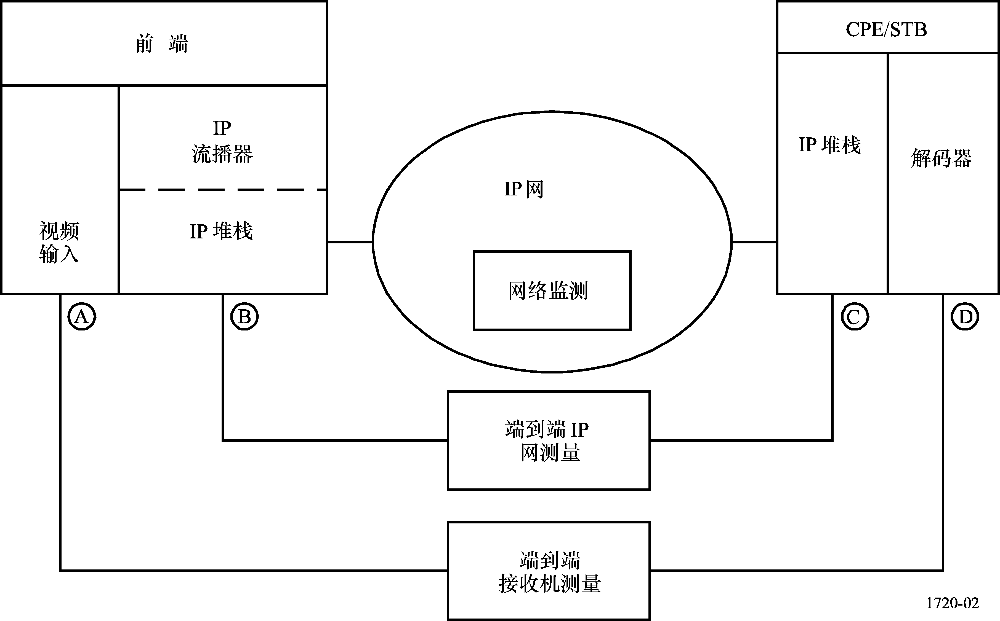 前 端
CPE/STB
IP
流播器
IP 堆栈
视频
输入
IP 网
网络监测
IP 堆栈
解码器
A
B
C
D
端到端 IP
网测量
端到端
接收机测量
1720-02